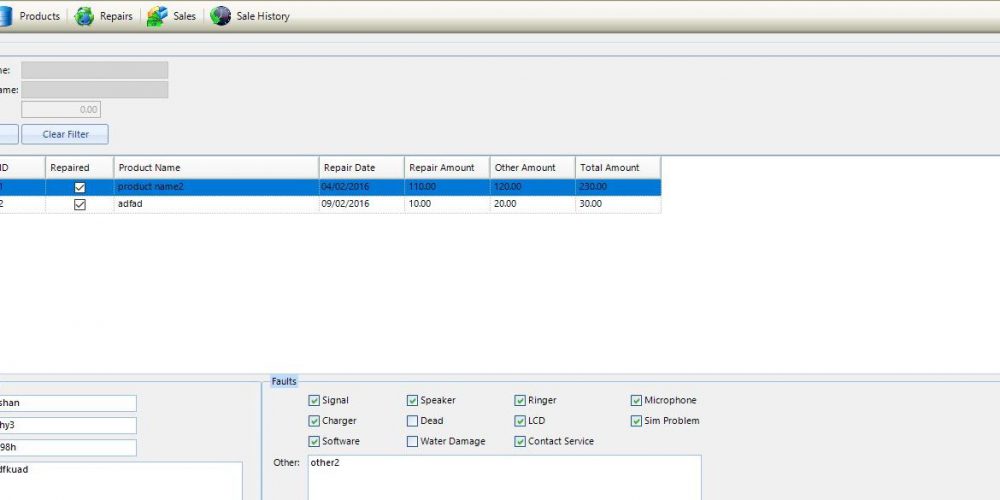 Products Repairs Sales Sale History
ne:
ame:
0.00
Clear Filter
ID Repaired Product Name Repair Date Repair Amount Other Amount Total Amount
1 product name2 04/02/2016 110.00 120.00 230.00
2 adfad 09/02/2016 10.00 20.00 30.00
Faults
shan Signal Speaker Ringer Microphone
hy3 Charger Dead LCD Sim Problem
98h Software Water Damage Contact Service
dfkuad Other: other2